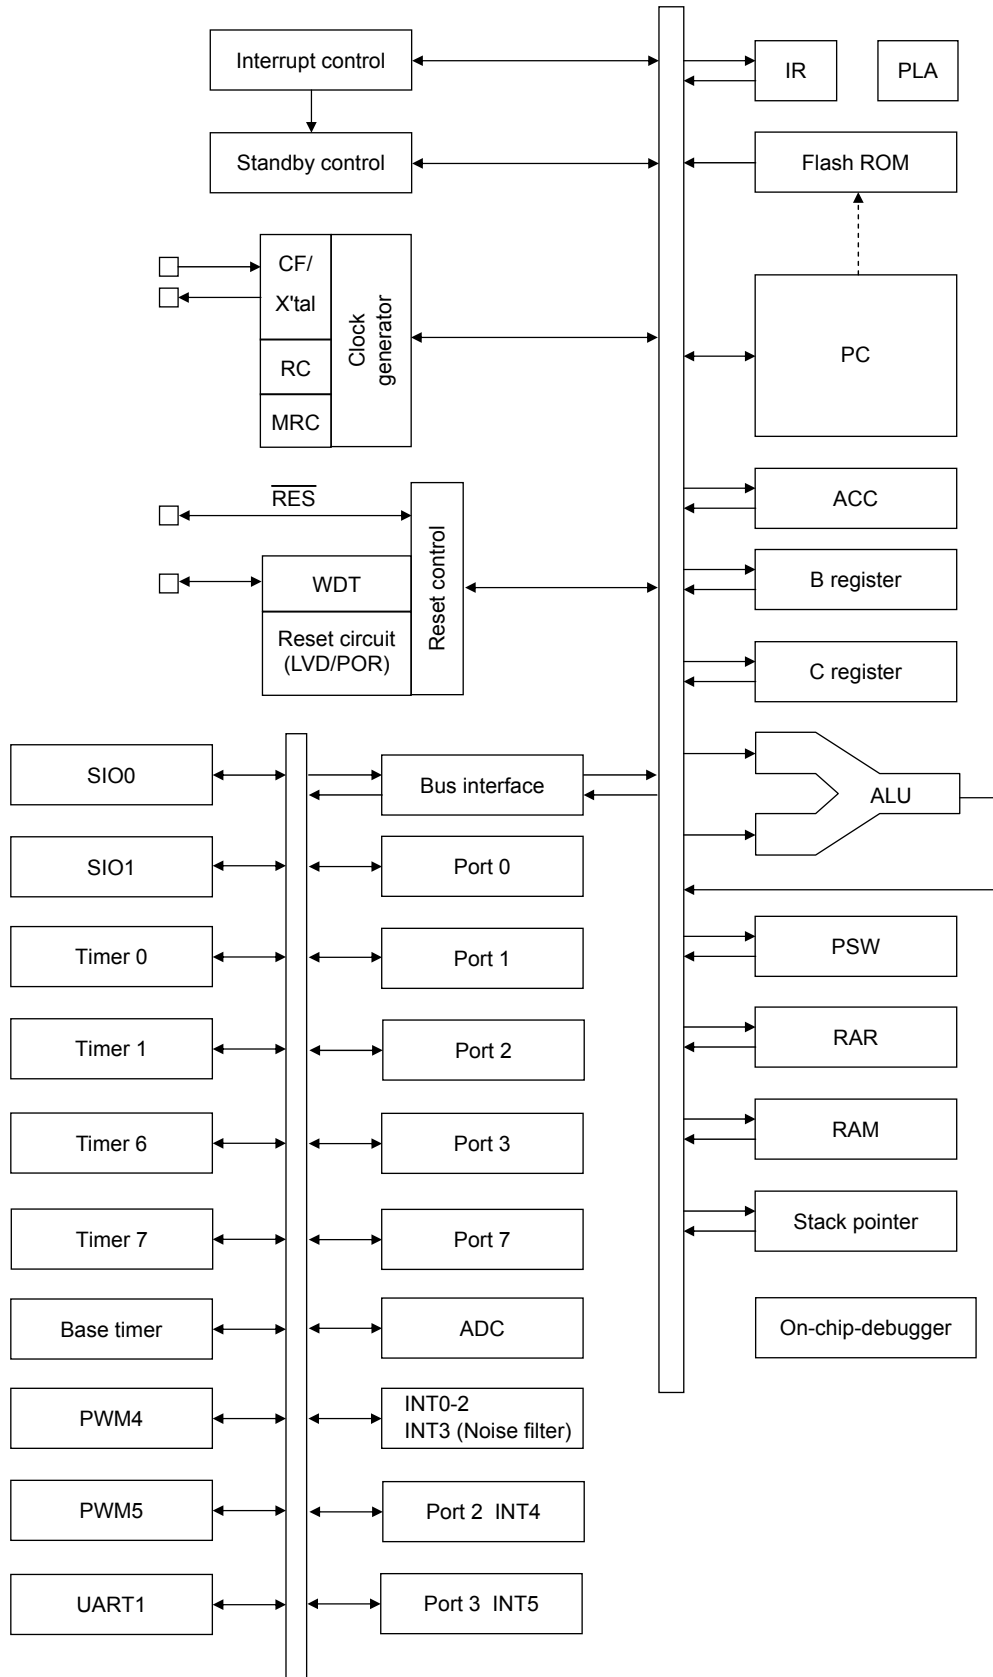 Interrupt control
IR
PLA
Standby control
Flash ROM
CF/
X'tal
RC
MRC
Clock
generator
PC
RES
WDT
Reset circuit
(LVD/POR)
Reset control
ACC
B register
C register
SIO0
Bus interface
ALU
SIO1
Port 0
Timer 0
Port 1
PSW
Timer 1
Port 2
RAR
Timer 6
Port 3
RAM
Timer 7
Port 7
Stack pointer
Base timer
ADC
On-chip-debugger
PWM4
INT0-2
INT3 (Noise filter)
PWM5
Port 2 INT4
UART1
Port 3 INT5